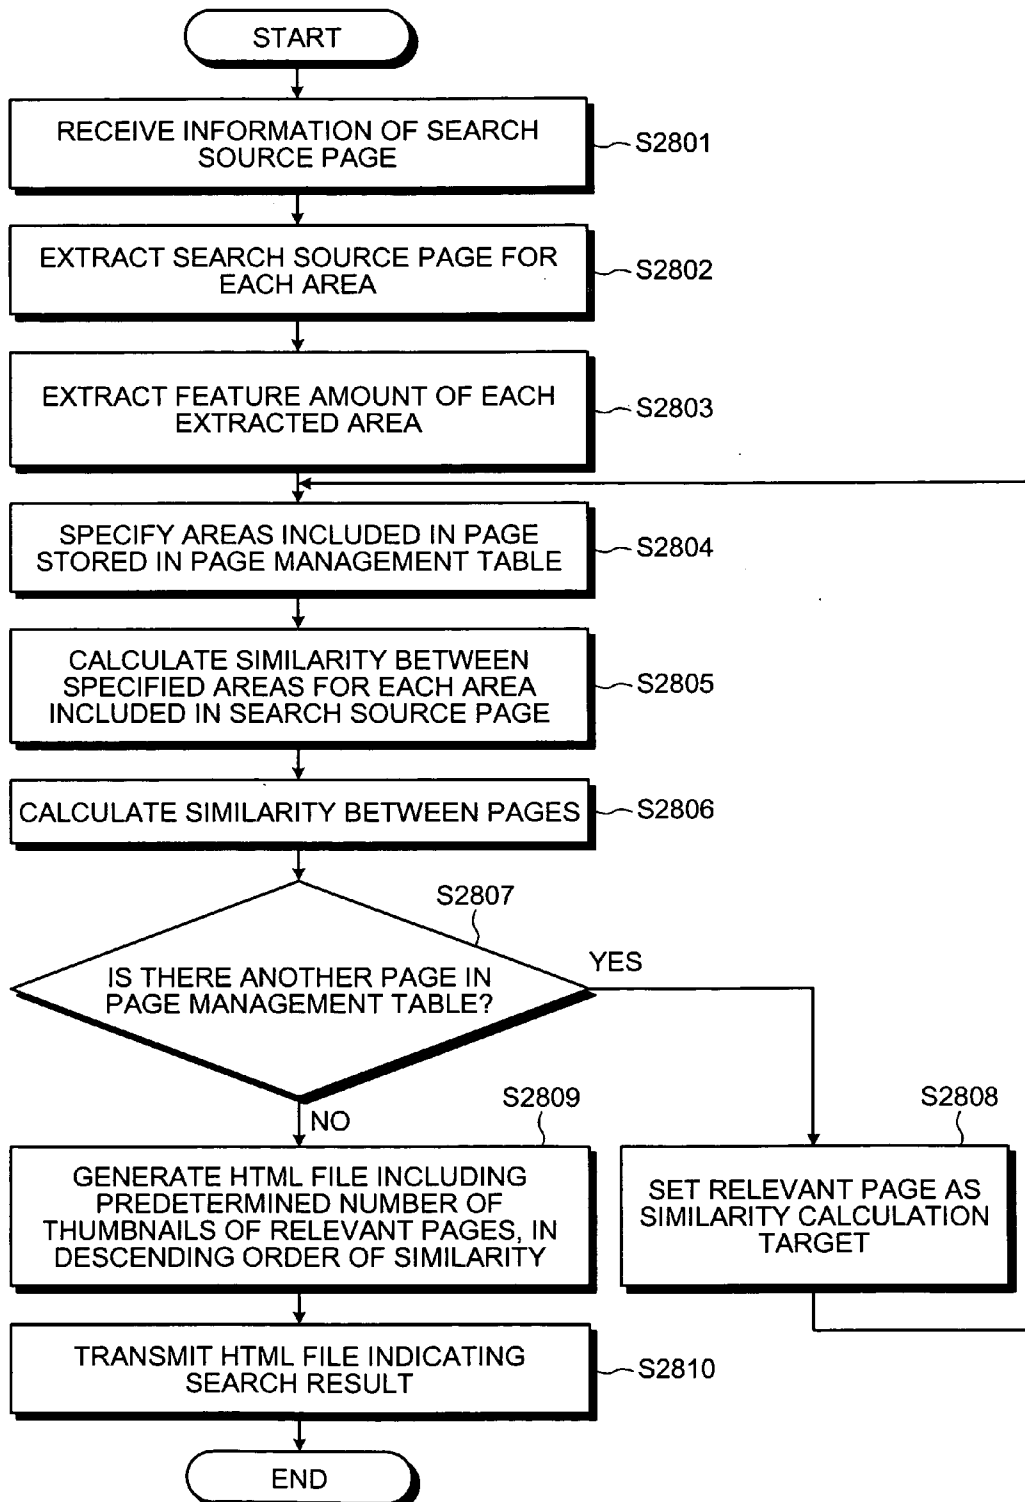 START
RECEIVE INFORMATION OF SEARCH
SOURCE PAGE
S2801
EXTRACT SEARCH SOURCE PAGE FOR
EACH AREA
S2802
EXTRACT FEATURE AMOUNT OF EACH
EXTRACTED AREA
S2803
SPECIFY AREAS INCLUDED IN PAGE
STORED IN PAGE MANAGEMENT TABLE
S2804
CALCULATE SIMILARITY BETWEEN
SPECIFIED AREAS FOR EACH AREA
INCLUDED IN SEARCH SOURCE PAGE
S2805
CALCULATE SIMILARITY BETWEEN PAGES
S2806
S2807
IS THERE ANOTHER PAGE IN
PAGE MANAGEMENT TABLE?
YES
NO
S2809
GENERATE HTML FILE INCLUDING
PREDETERMINED NUMBER OF
THUMBNAILS OF RELEVANT PAGES, IN
DESCENDING ORDER OF SIMILARITY
S2808
SET RELEVANT PAGE AS
SIMILARITY CALCULATION
TARGET
TRANSMIT HTML FILE INDICATING
SEARCH RESULT
S2810
END